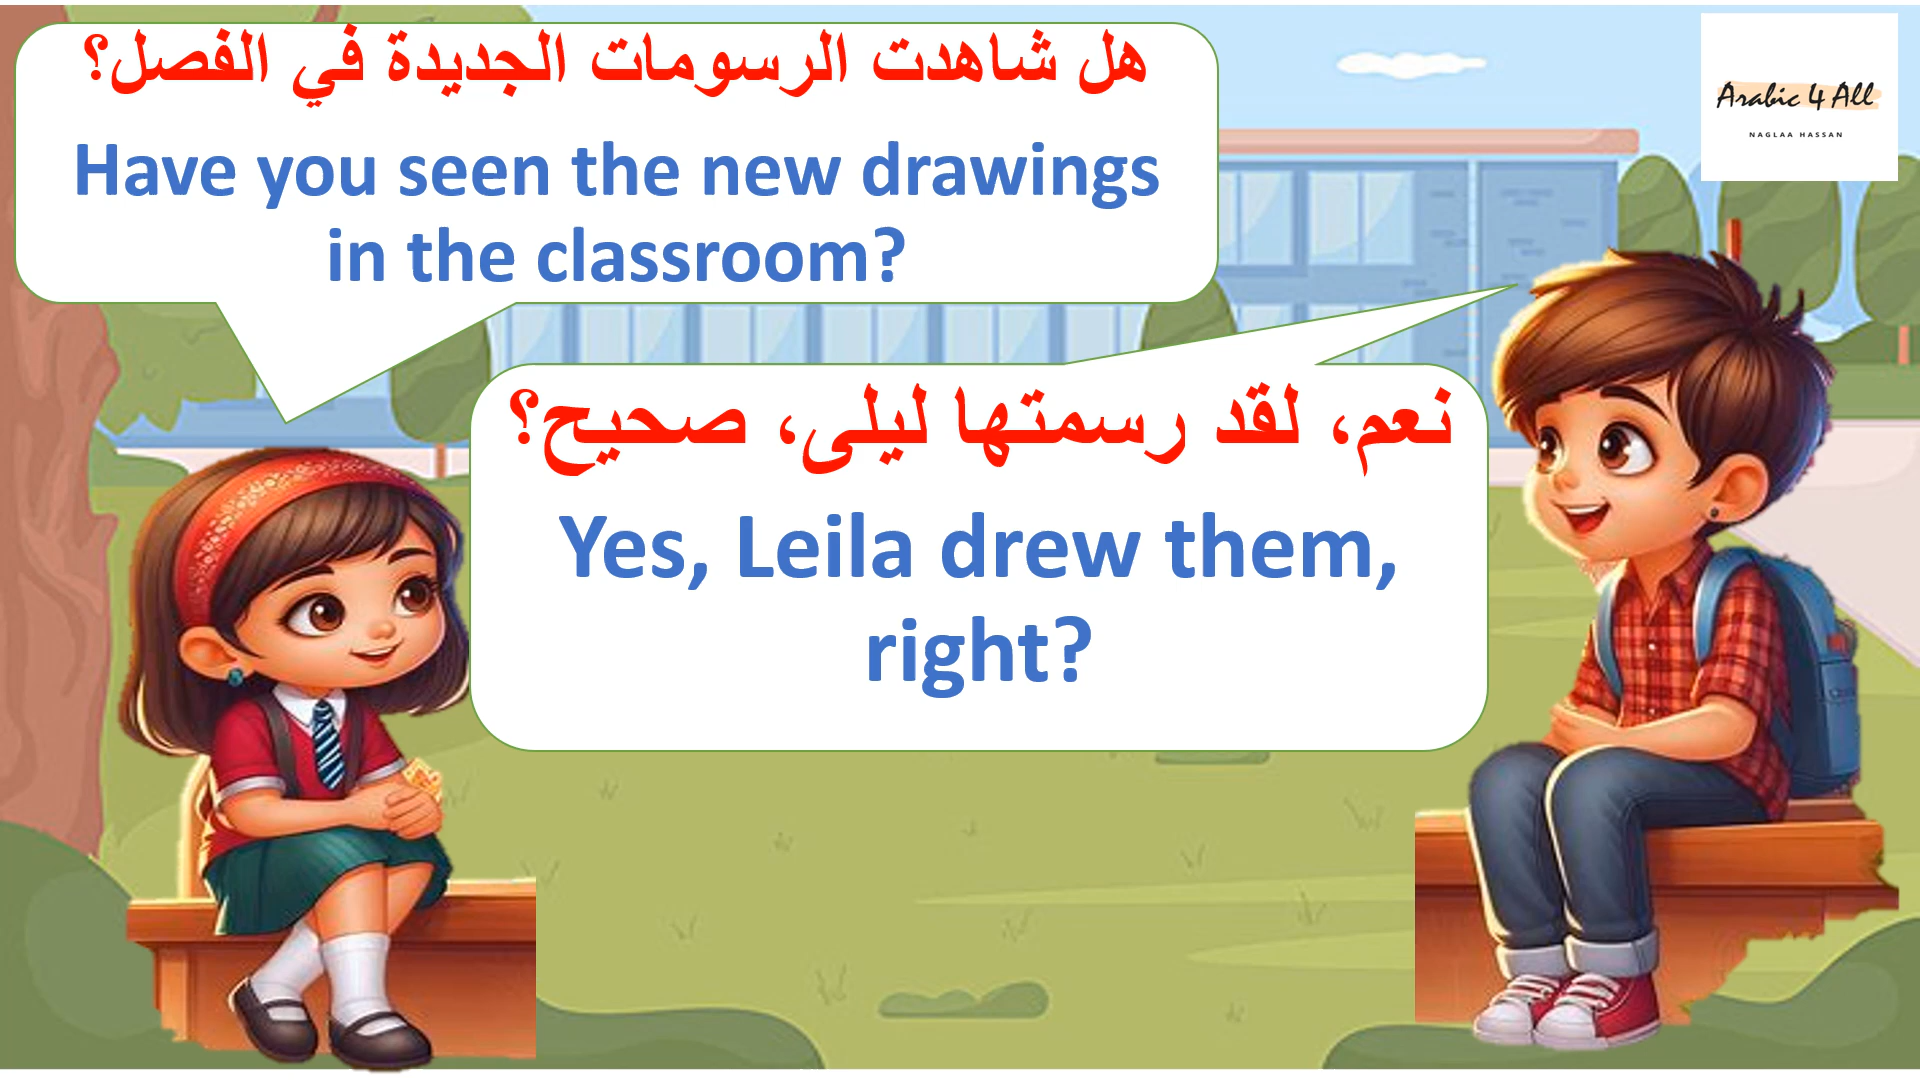 هل شاهدت الرسومات الجديدة في الفصل؟
Have you seen the new drawings
in the classroom?
Arabic 4 All
NAGLAA HASSAN
نعم، لقد رسمتها ليلى، صحيح؟
Yes, Leila drew them,
right?